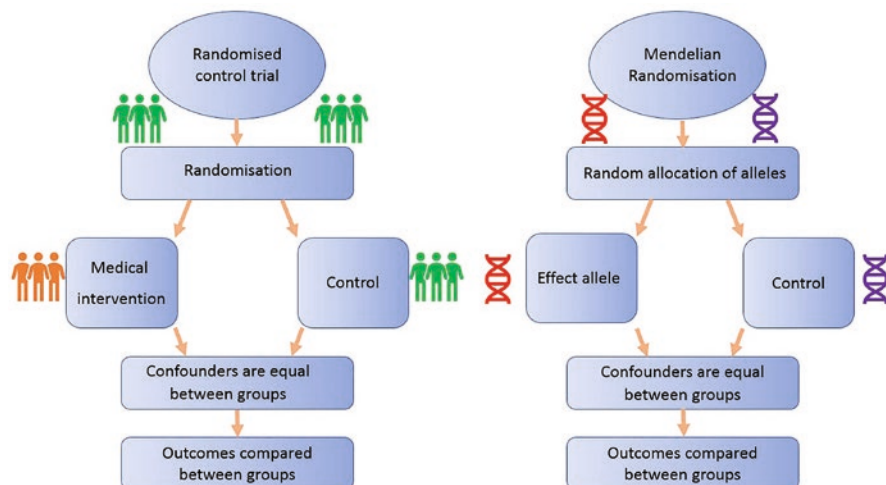 Randomised
control trial
Randomisation
Medical
intervention
Control
Confounders are equal
between groups
Outcomes compared
between groups
Mendelian
Randomisation
Random allocation of alleles
Effect allele
Control
Confounders are equal
between groups
Outcomes compared
between groups